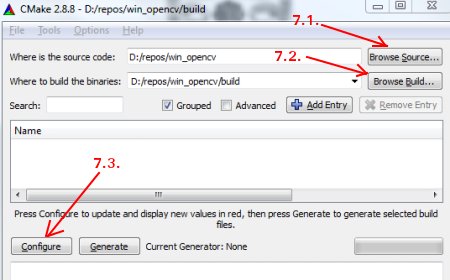 CMake 2.8.8 - D:/repos/win_opencv/build
7.1.
File Tools Options Help
7.2.
Where is the source code: D:/repos/win_opencv Browse Source...
Where to build the binaries: D:/repos/win_opencv/build Browse Build...
Search: Grouped Advanced Add Entry Remove Entry
Name
7.3.
Press Configure to update and display new values in red, then press Generate to generate selected build
files.
Configure Generate Current Generator: None